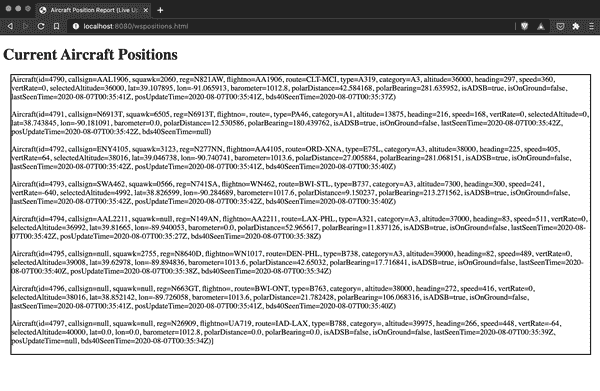 Aircraft Position Report (Live U
localhost:8080/wspositions.html
Current Aircraft Positions
Aircraft(id=4790, callsign=AAL1906, squawk=2060, reg=N821AW, flightno=AA1906, route=CLT-MCI, type=A319, category=A3, altitude=36000, heading=297, speed=360,
vertRate=0, selectedAltitude=36000, lat=39.107895, lon=-91.065913, barometer=1012.8, polarDistance=42.584168, polarBearing=281.635952, isADSB=true, isOnGround=false,
lastSeenTime=2020-08-07T00:35:41Z, posUpdateTime=2020-08-07T00:35:41Z, bds40SeenTime=2020-08-07T00:35:37Z)
Aircraft(id=4791, callsign=N6913T, squawk=6505, reg=N6913T, flightno=, route=, type=PA46, category=A1, altitude=13875, heading=216, speed=168, vertRate=0, selectedAltitude=0,
lat=38.743845, lon=-90.181091, barometer=0.0, polarDistance=12.530586, polarBearing=180.439762, isADSB=true, isOnGround=false, lastSeenTime=2020-08-07T00:35:42Z,
posUpdateTime=2020-08-07T00:35:42Z, bds40SeenTime=null)
Aircraft(id=4792, callsign=ENY4105, squawk=3123, reg=N277NN, flightno=AA4105, route=ORD-XNA, type=E75L, category=A3, altitude=38000, heading=225, speed=405,
vertRate=64, selectedAltitude=38016, lat=39.046738, lon=-90.740741, barometer=1013.6, polarDistance=27.005884, polarBearing=281.068151, isADSB=true, isOnGround=false,
lastSeenTime=2020-08-07T00:35:42Z, posUpdateTime=2020-08-07T00:35:41Z, bds40SeenTime=2020-08-07T00:35:40Z)
Aircraft(id=4793, callsign=SWA462, squawk=0566, reg=N741SA, flightno=WN462, route=BWI-STL, type=B737, category=A3, altitude=7300, heading=300, speed=241,
vertRate=-640, selectedAltitude=4992, lat=38.826599, lon=-90.284689, barometer=1017.6, polarDistance=9.150237, polarBearing=213.271562, isADSB=true, isOnGround=false,
lastSeenTime=2020-08-07T00:35:42Z, posUpdateTime=2020-08-07T00:35:42Z, bds40SeenTime=2020-08-07T00:35:40Z)
Aircraft(id=4794, callsign=AAL2211, squawk=null, reg=N149AN, flightno=AA2211, route=LAX-PHL, type=A321, category=A3, altitude=37000, heading=83, speed=511, vertRate=0,
selectedAltitude=36992, lat=39.81665, lon=-89.940053, barometer=0.0, polarDistance=52.965617, polarBearing=11.837126, isADSB=true, isOnGround=false, lastSeenTime=2020-08-
07T00:35:42Z, posUpdateTime=2020-08-07T00:35:27Z, bds40SeenTime=2020-08-07T00:35:38Z)
Aircraft(id=4795, callsign=null, squawk=2755, reg=N8640D, flightno=WN1017, route=DEN-PHL, type=B738, category=A3, altitude=39000, heading=82, speed=489, vertRate=0,
selectedAltitude=39008, lat=39.62978, lon=-89.894836, barometer=1013.6, polarDistance=42.65032, polarBearing=17.716841, isADSB=true, isOnGround=false, lastSeenTime=2020-08-
07T00:35:40Z, posUpdateTime=2020-08-07T00:35:38Z, bds40SeenTime=2020-08-07T00:35:34Z)
Aircraft(id=4796, callsign=null, squawk=null, reg=N663GT, flightno=, route=BWI-ONT, type=B763, category=, altitude=38000, heading=272, speed=416, vertRate=0,
selectedAltitude=38016, lat=38.852142, lon=-89.726058, barometer=1013.6, polarDistance=21.782428, polarBearing=106.068316, isADSB=true, isOnGround=false,
lastSeenTime=2020-08-07T00:35:41Z, posUpdateTime=2020-08-07T00:35:41Z, bds40SeenTime=2020-08-07T00:35:40Z)
Aircraft(id=4797, callsign=null, squawk=null, reg=N26909, flightno=UA719, route=IAD-LAX, type=B788, category=, altitude=39975, heading=266, speed=448, vertRate=-64,
selectedAltitude=40000, lat=0.0, lon=0.0, barometer=1012.8, polarDistance=0.0, polarBearing=0.0, isADSB=false, isOnGround=false, lastSeenTime=2020-08-07T00:35:39Z,
posUpdateTime=null, bds40SeenTime=2020-08-07T00:35:34Z)]